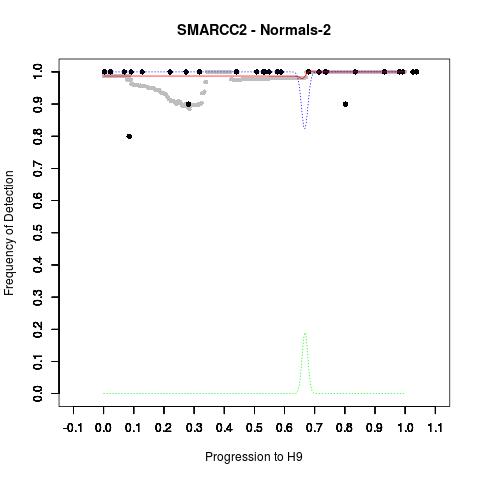 SMARCC2 - Normals-2
Frequency of Detection
1.0
0.9
0.8
0.7
0.6
0.5
0.4
0.3
0.2
0.1
0.0
-0.1 0.0 0.1 0.2 0.3 0.4 0.5 0.6 0.7 0.8 0.9 1.0 1.1
Progression to H9